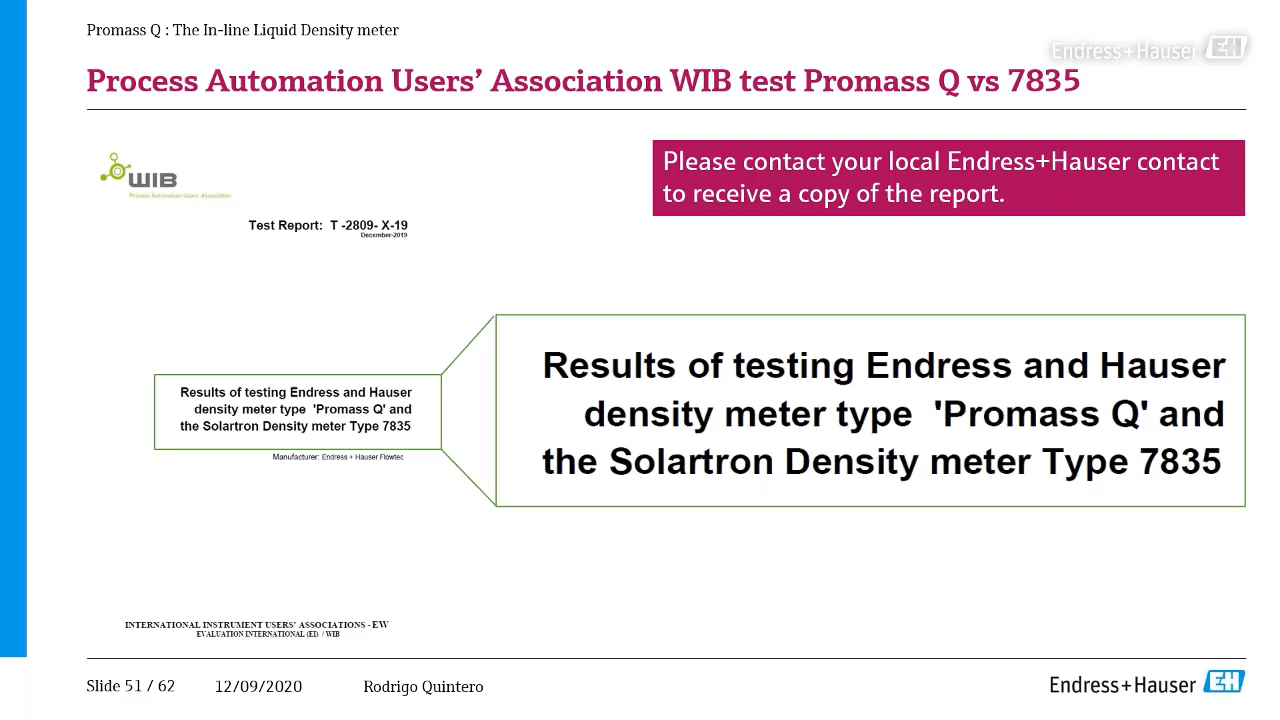 Promass Q : The In-line Liquid Density meter
Endress+Hauser EH
Process Automation Users’ Association WIB test Promass Q vs 7835
WIB
Process Automation Users' Association
Please contact your local Endress+Hauser contact
to receive a copy of the report.
Test Report: T -2809- X-19
December-2019
Results of testing Endress and Hauser
density meter type 'Promass Q' and
the Solartron Density meter Type 7835
Manufacturer: Endress + Hauser Flowtec
Results of testing Endress and Hauser
density meter type 'Promass Q' and
the Solartron Density meter Type 7835
INTERNATIONAL INSTRUMENT USERS' ASSOCIATIONS - EW
EVALUATION INTERNATIONAL (EI) / WIB
Slide 51 / 62 12/09/2020 Rodrigo Quintero
Endress+Hauser EH